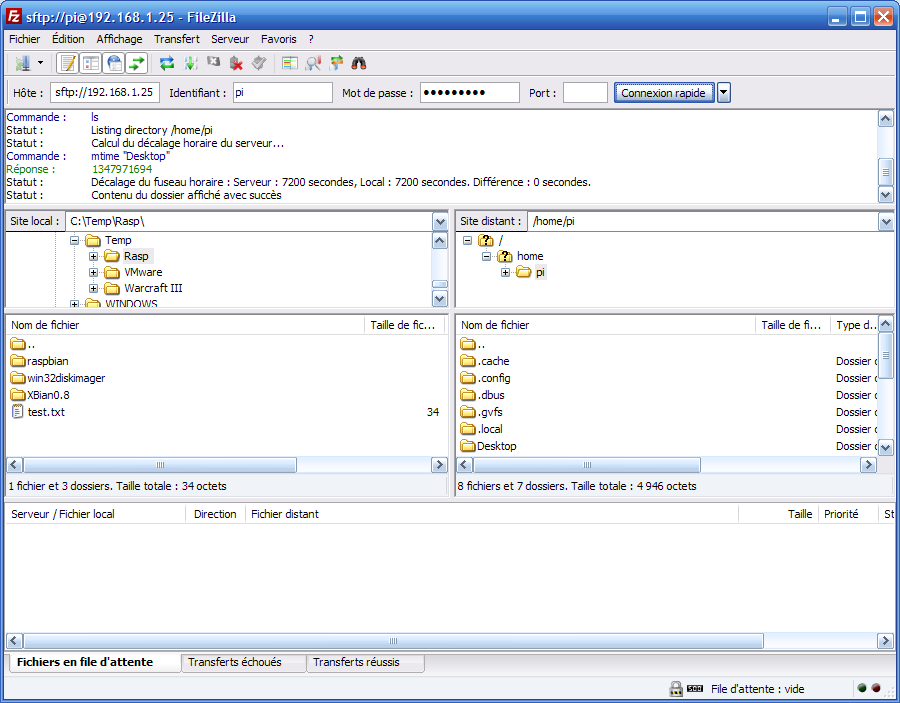 sftp://pi@192.168.1.25 - FileZilla
Fichier Édition Affichage Transfert Serveur Favoris ?
Hôte : sftp://192.168.1.25 Identifiant : pi Mot de passe : ●●●●●●●●● Port : Connexion rapide
Commande : ls
Statut : Listing directory /home/pi
Statut : Calcul du décalage horaire du serveur...
Commande : mtime "Desktop"
Réponse : 1347971694
Statut : Décalage du fuseau horaire : Serveur : 7200 secondes, Local : 7200 secondes. Différence : 0 secondes.
Statut : Contenu du dossier affiché avec succès
Site local : C:\Temp\Rasp\
Temp
Rasp
VMware
Warcraft III
WINDOWS
Site distant : /home/pi
/
home
pi
Nom de fichier Taille de fic...
..
raspbian
win32diskimager
XBian0.8
test.txt 34
1 fichier et 3 dossiers. Taille totale : 34 octets
Nom de fichier Taille de fi... Type d...
..
.cache Dossier
.config Dossier
.dbus Dossier
.gvfs Dossier
.local Dossier
Desktop Dossier
8 fichiers et 7 dossiers. Taille totale : 4 946 octets
Serveur / Fichier local Direction Fichier distant Taille Priorité St
Fichiers en file d'attente Transferts échoués Transferts réussis
File d'attente : vide